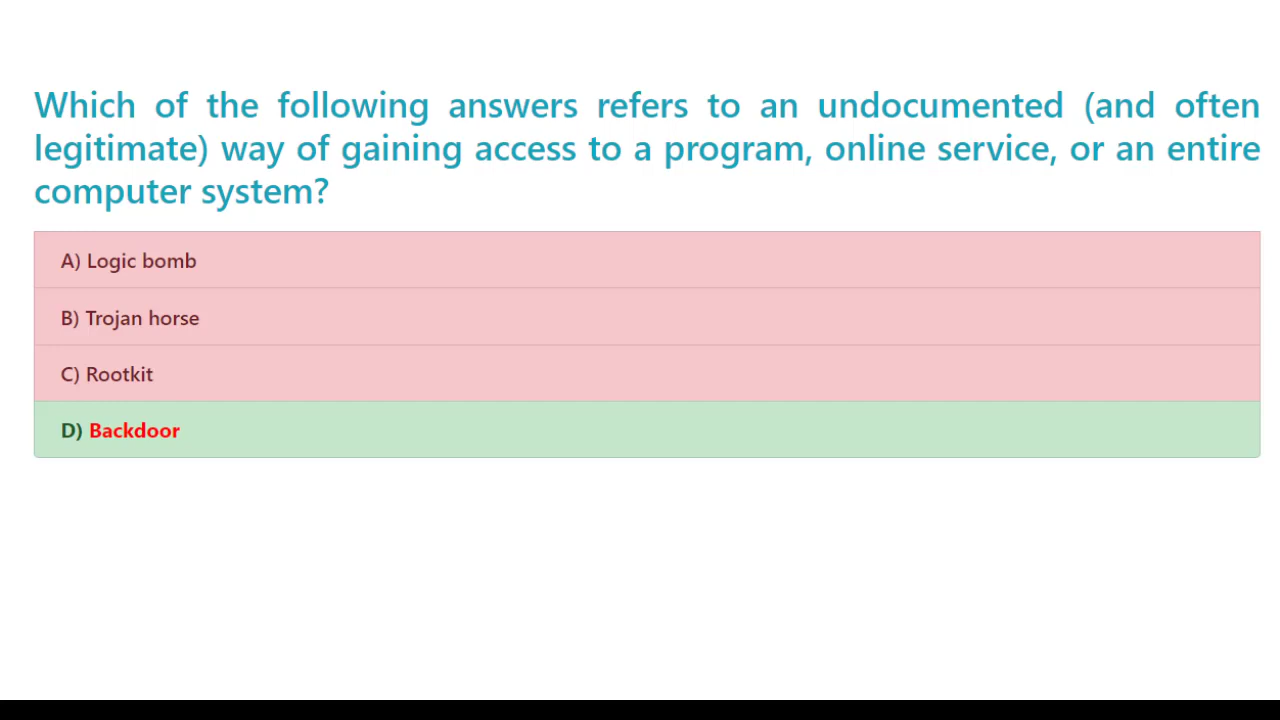 Which of the following answers refers to an undocumented (and often
legitimate) way of gaining access to a program, online service, or an entire
computer system?
A) Logic bomb
B) Trojan horse
C) Rootkit
D) Backdoor